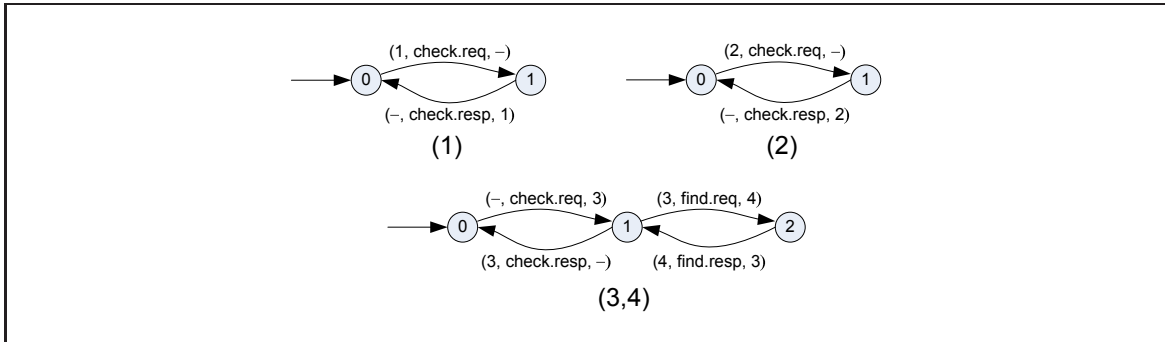 (1, check.req, −) (2, check.req, −)
0 1 0 1
(−, check.resp, 1) (−, check.resp, 2)
(1) (2)
(−, check.req, 3) (3, find.req, 4)
0 1 2
(3, check.resp, −) (4, find.resp, 3)
(3,4)